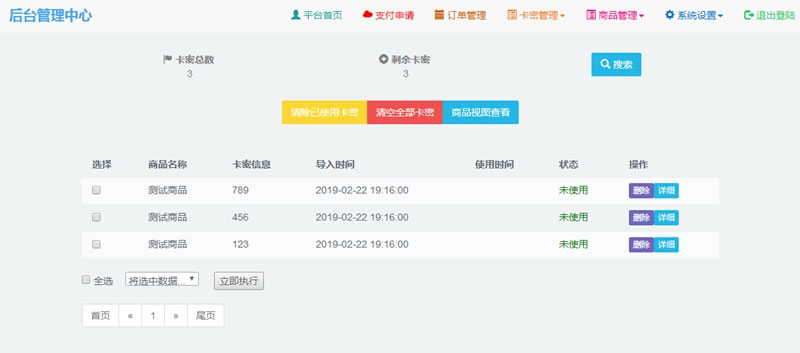 后台管理中心 平台首页 支付申请 订单管理 卡密管理 商品管理 系统设置 退出登陆
卡密总数 剩余卡密 搜索
3 3
清除已使用卡密 清空全部卡密 商品视图查看
选择 商品名称 卡密信息 导入时间 使用时间 状态 操作
测试商品 789 2019-02-22 19:16:00 未使用 删除 详细
测试商品 456 2019-02-22 19:16:00 未使用 删除 详细
测试商品 123 2019-02-22 19:16:00 未使用 删除 详细
全选 将选中数据... 立即执行
首页 « 1 » 尾页